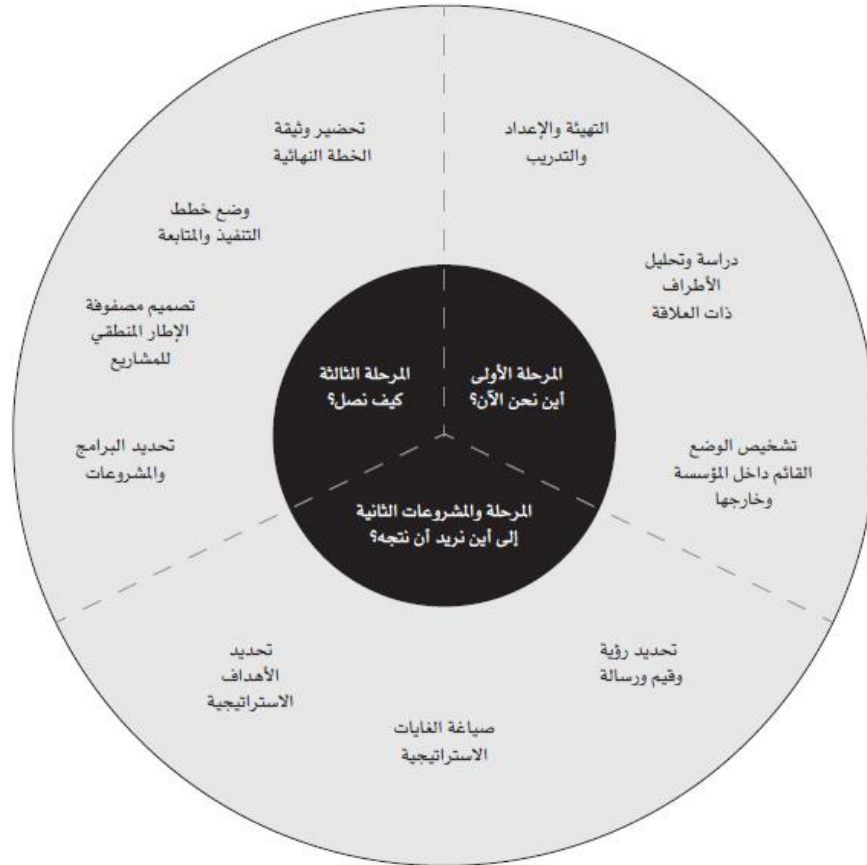 التهيئة والإعداد
والتدريب
دراسة وتحليل
الأطراف
ذات العلاقة
تشخيص الوضع
القائم داخل المؤسسة
وخارجها
تحديد رؤية
وقيم ورسالة
صياغة الغايات
الاستراتيجية
تحديد
الأهداف
الاستراتيجية
تحديد البرامج
والمشروعات
تصميم مصفوفة
الإطار المنطقي
للمشاريع
وضع خطط
التنفيذ والمتابعة
تحضير وثيقة
الخطة النهائية
المرحلة الأولى
أين نحن الآن؟
المرحلة والمشروعات الثانية
إلى أين نريد أن نتجه؟
المرحلة الثالثة
كيف نصل؟